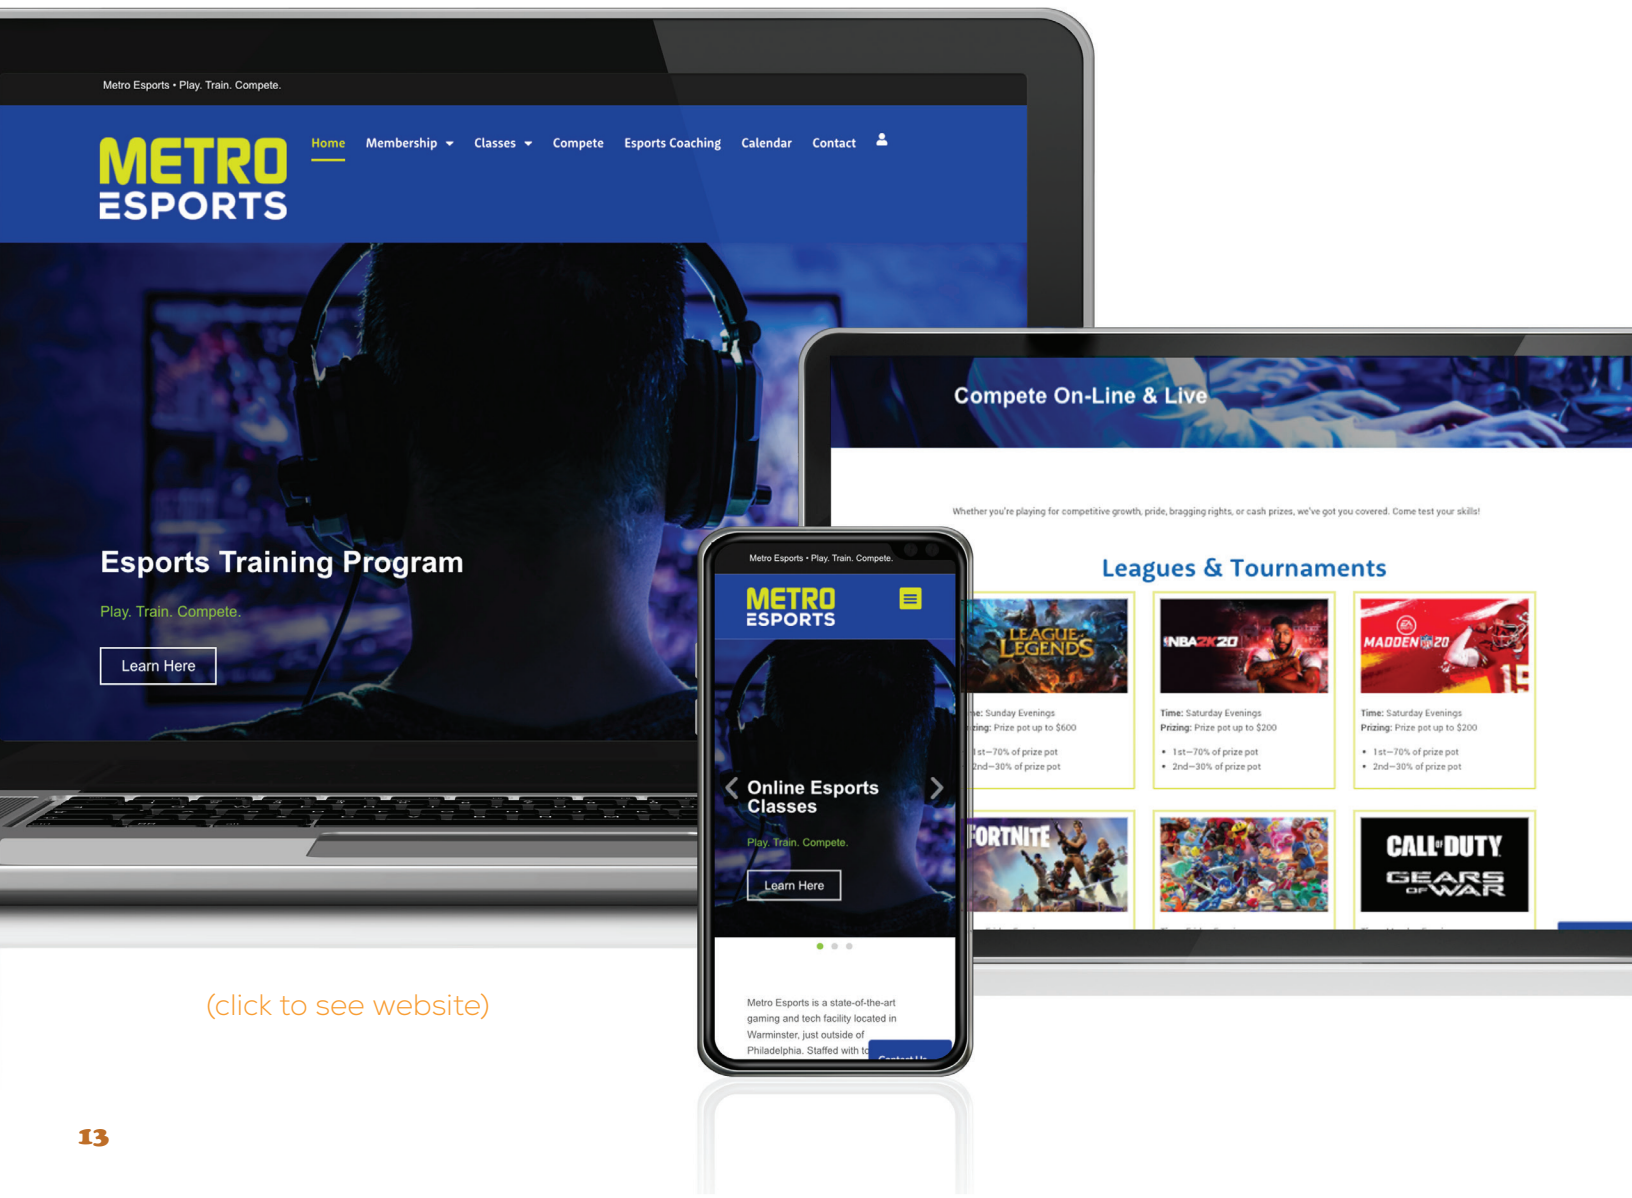 Metro Esports • Play. Train. Compete.
METRO
ESPORTS
Home Membership Classes Compete Esports Coaching Calendar Contact
Esports Training Program
Play. Train. Compete.
Learn Here
Compete On-Line & Live
Whether you're playing for competitive growth, pride, bragging rights, or cash prizes, we've got you covered. Come test your skills!
Leagues & Tournaments
LEAGUE OF
LEGENDS
Sunday Evenings
Prize pot up to $600
1st—70% of prize pot
2nd—30% of prize pot
NBA2K20
Time: Saturday Evenings
Prizing: Prize pot up to $200
• 1st—70% of prize pot
• 2nd—30% of prize pot
EA
MADDEN NFL 20
15
Time: Saturday Evenings
Prizing: Prize pot up to $200
• 1st—70% of prize pot
• 2nd—30% of prize pot
FORTNITE
CALL OF DUTY
GEARS
OF WAR
Metro Esports • Play. Train. Compete.
METRO
ESPORTS
Online Esports
Classes
Play. Train. Compete.
Learn Here
Metro Esports is a state-of-the-art
gaming and tech facility located in
Warminster, just outside of
Philadelphia. Staffed with
Contact Us
(click to see website)
13